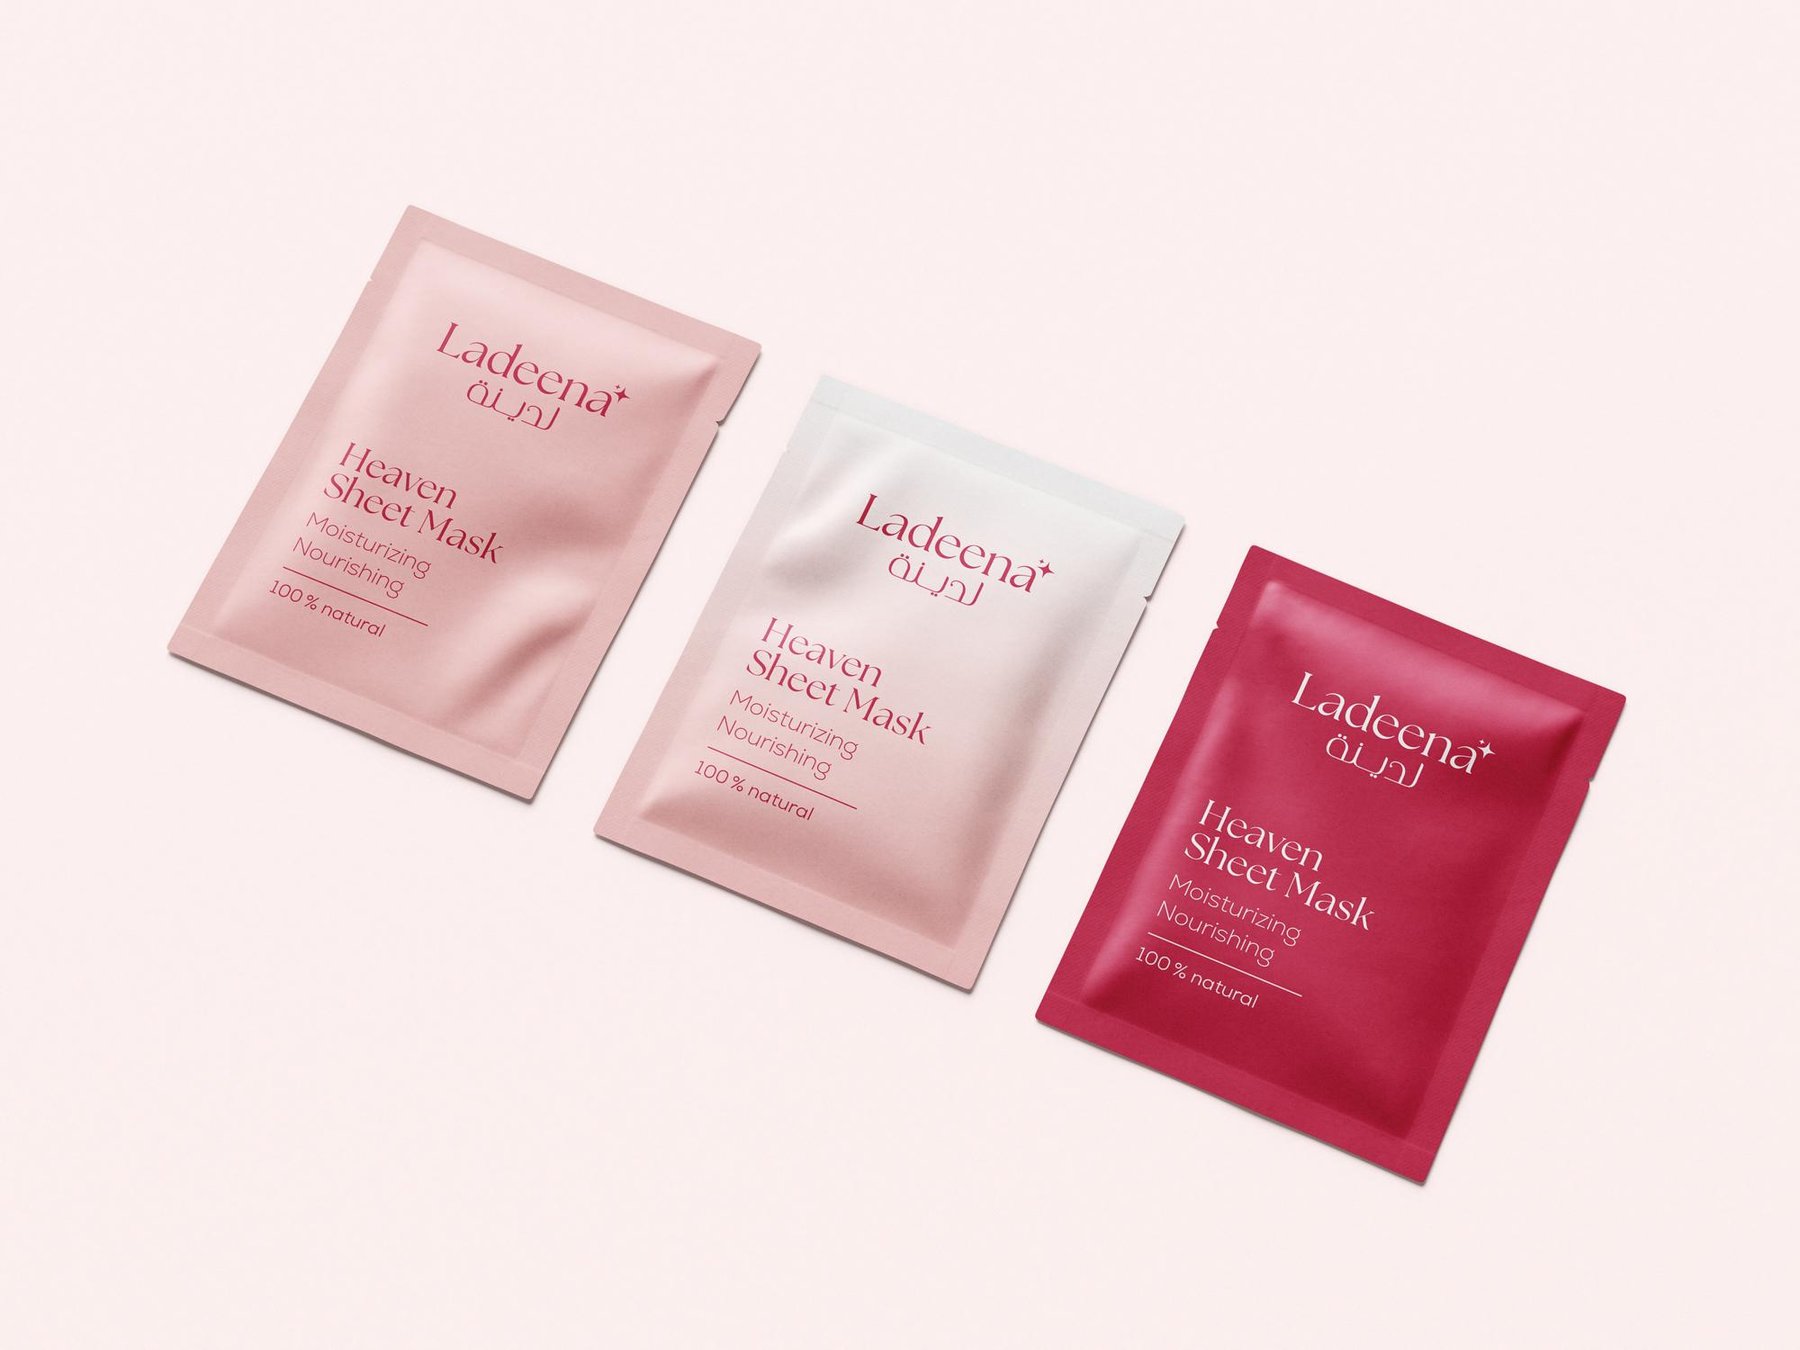 Ladeena
لدينة
Heaven
Sheet Mask
Moisturizing
Nourishing
100% natural
Ladeena
لدينة
Heaven
Sheet Mask
Moisturizing
Nourishing
100% natural
Ladeena
لدينة
Heaven
Sheet Mask
Moisturizing
Nourishing
100% natural